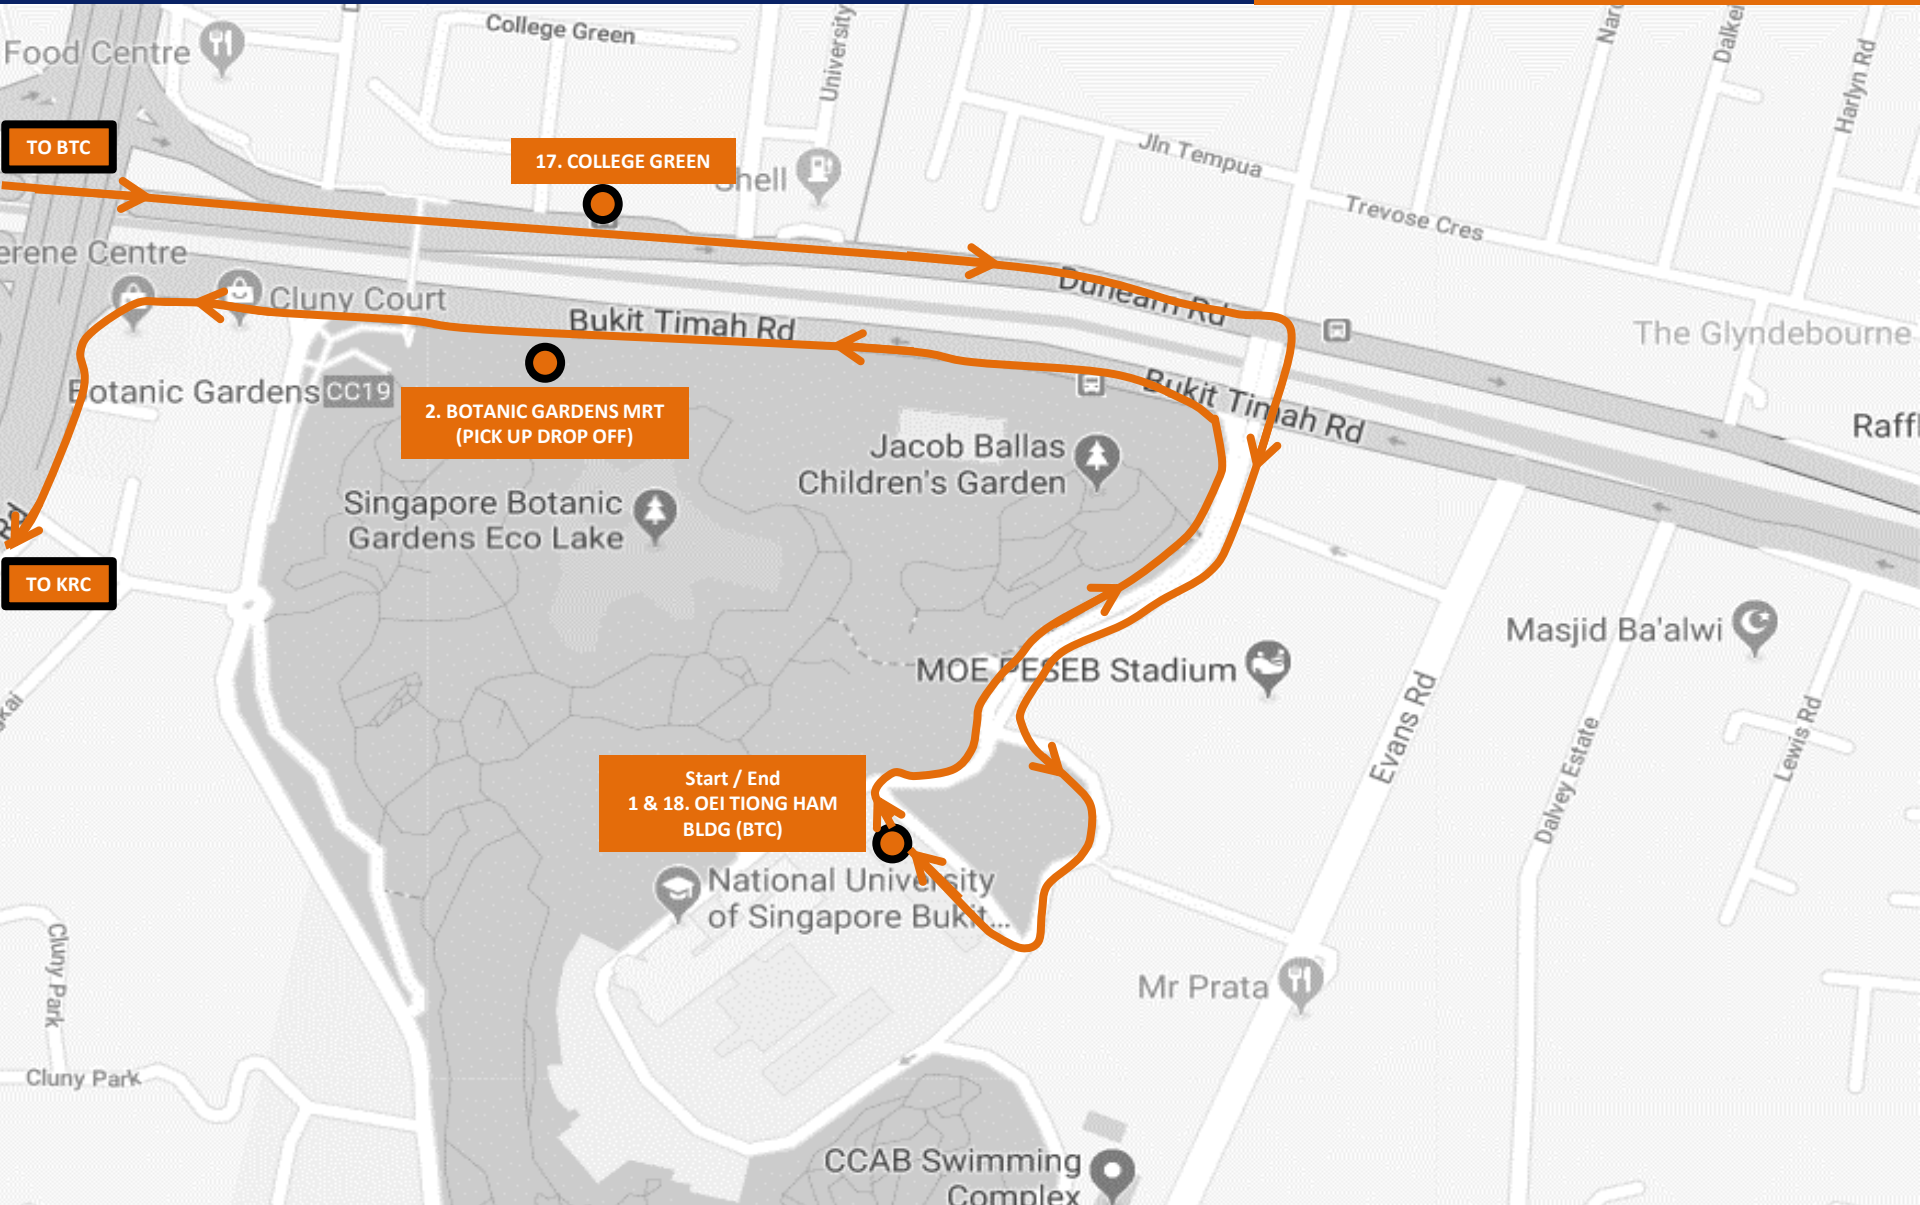 College Green
University
Food Centre
Dalke
Harlyn Rd
TO BTC
17. COLLEGE GREEN
Shell
Jln Tempua
Trevose Cres
erene Centre
Cluny Court
Dunearn Rd
Bukit Timah Rd
The Glyndebourne
Botanic Gardens CC19
Bukit Timah Rd
2. BOTANIC GARDENS MRT
(PICK UP DROP OFF)
Raffl
Jacob Ballas
Children's Garden
Singapore Botanic
Gardens Eco Lake
Rd
TO KRC
Masjid Ba'alwi
MOE PESEB Stadium
Evans Rd
Lewis Rd
Dalvey Estate
Start / End
1 & 18. OEI TIONG HAM
BLDG (BTC)
National University
of Singapore Bukit...
Cluny Park
Mr Prata
Cluny Park
CCAB Swimming
Complex